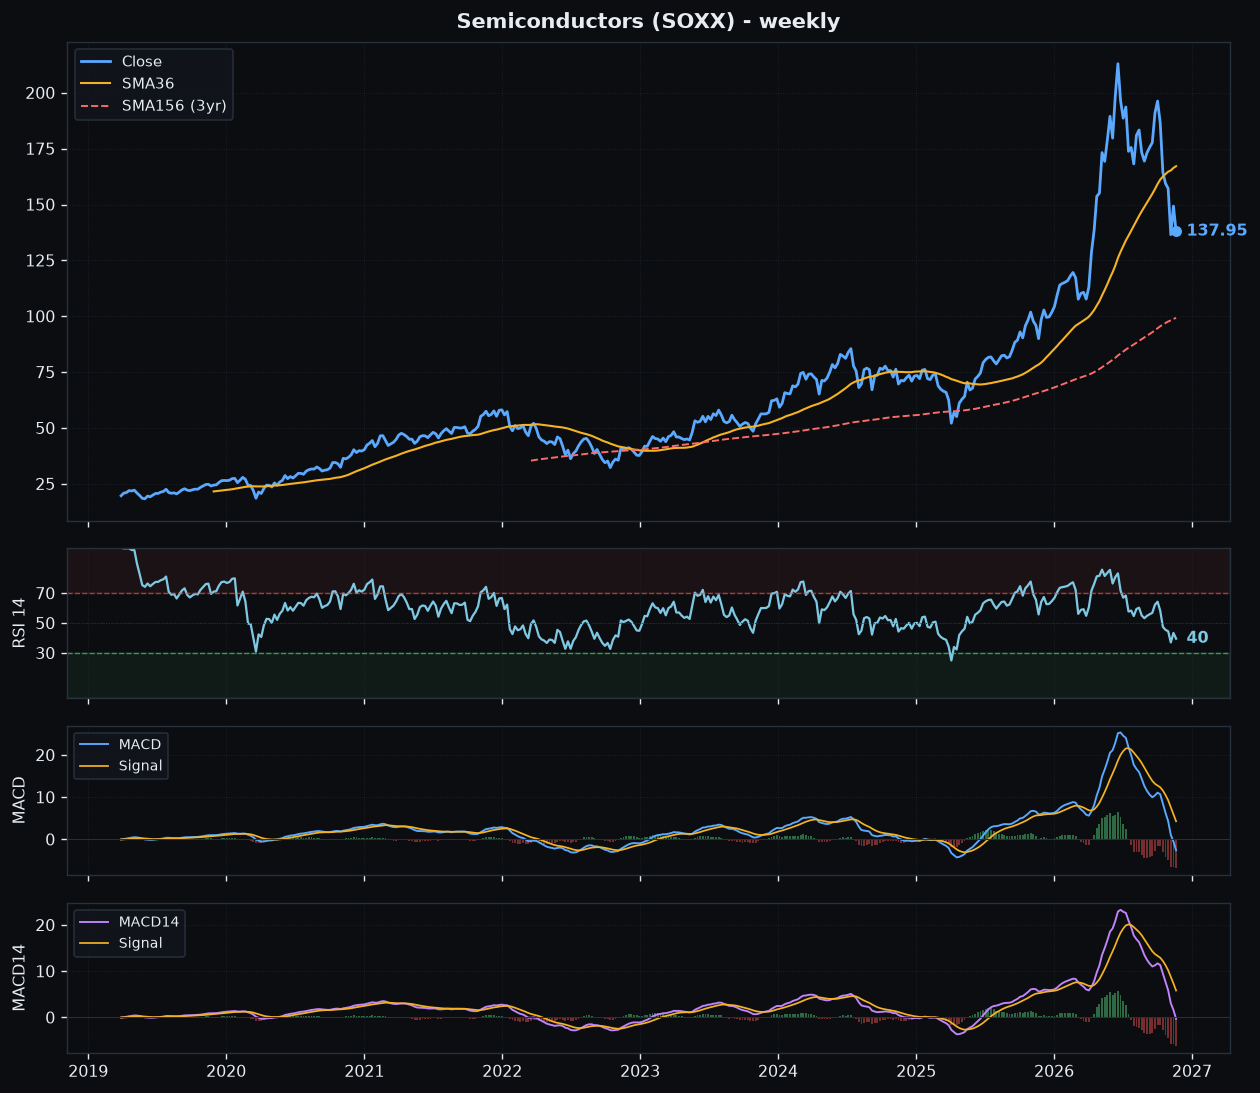 Semiconductors (SOXX) - weekly
Close
SMA36
SMA156 (3yr)
200
175
150
125
100
75
50
25
137.95
RSI 14
70
50
30
40
MACD
MACD
Signal
20
10
0
MACD14
MACD14
Signal
20
10
0
2019 2020 2021 2022 2023 2024 2025 2026 2027